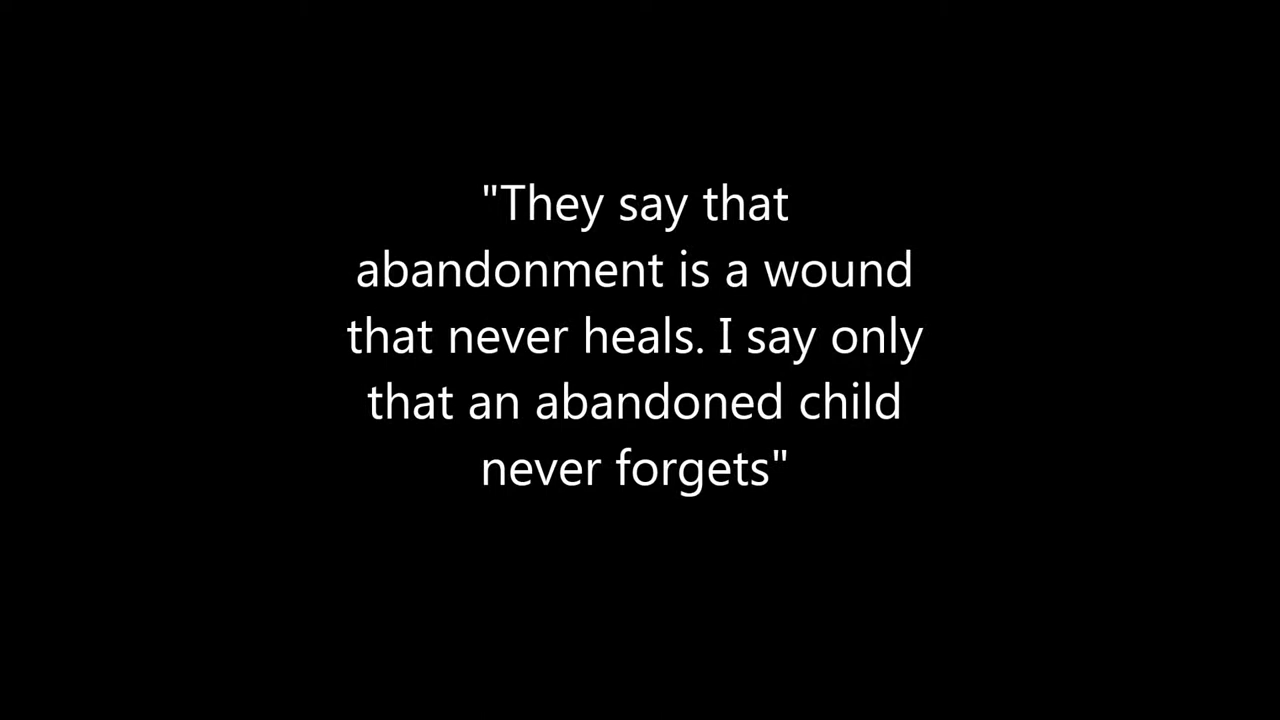 "They say that
abandonment is a wound
that never heals. I say only
that an abandoned child
never forgets"